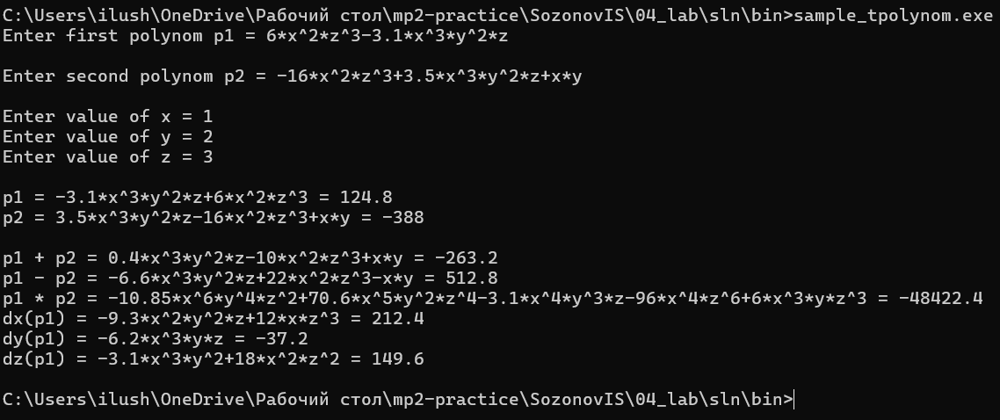 C:\Users\ilush\OneDrive\Рабочий стол\mp2-practice\SozonovIS\04_lab\sln\bin>sample_tpolynom.exe
Enter first polynom p1 = 6*x^2*z^3-3.1*x^3*y^2*z
Enter second polynom p2 = -16*x^2*z^3+3.5*x^3*y^2*z+x*y
Enter value of x = 1
Enter value of y = 2
Enter value of z = 3
p1 = -3.1*x^3*y^2*z+6*x^2*z^3 = 124.8
p2 = 3.5*x^3*y^2*z-16*x^2*z^3+x*y = -388
p1 + p2 = 0.4*x^3*y^2*z-10*x^2*z^3+x*y = -263.2
p1 - p2 = -6.6*x^3*y^2*z+22*x^2*z^3-x*y = 512.8
p1 * p2 = -10.85*x^6*y^4*z^2+70.6*x^5*y^2*z^4-3.1*x^4*y^3*z-96*x^4*z^6+6*x^3*y*z^3 = -48422.4
dx(p1) = -9.3*x^2*y^2*z+12*x*z^3 = 212.4
dy(p1) = -6.2*x^3*y*z = -37.2
dz(p1) = -3.1*x^3*y^2+18*x^2*z^2 = 149.6
C:\Users\ilush\OneDrive\Рабочий стол\mp2-practice\SozonovIS\04_lab\sln\bin>